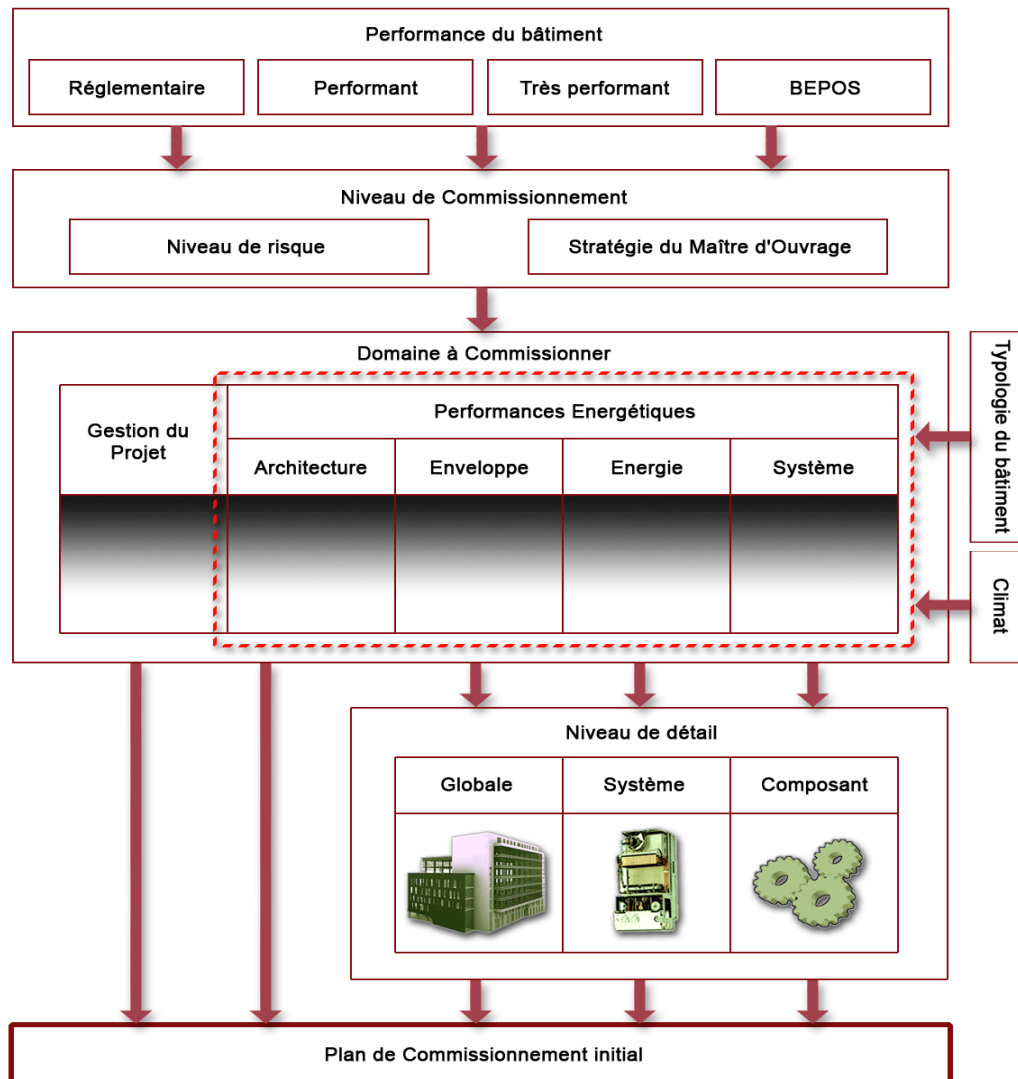 Performance du bâtiment
Réglementaire
Performant
Très performant
BEPOS
Niveau de Commissionnement
Niveau de risque
Stratégie du Maître d'Ouvrage
Domaine à Commissionner
Gestion du
Projet
Performances Energétiques
Architecture
Enveloppe
Energie
Système
Typologie du bâtiment
Climat
Niveau de détail
Globale
Système
Composant
Plan de Commissionnement initial